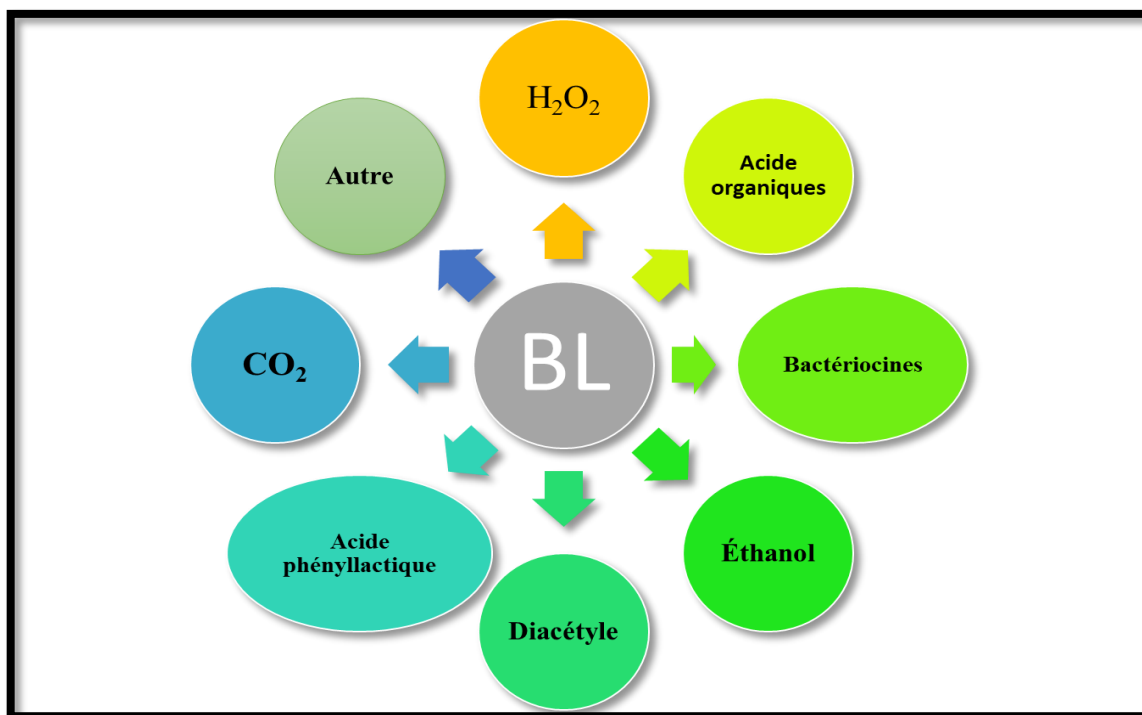 H₂O₂
Acide
organiques
Autre
BL
Bactériocines
CO₂
Éthanol
Acide
phényllactique
Diacétyle